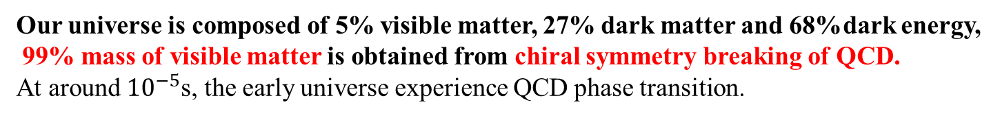 Our universe is composed of 5% visible matter, 27% dark matter and 68% dark energy,
99% mass of visible matter is obtained from chiral symmetry breaking of QCD.
At around 10⁻⁵s, the early universe experience QCD phase transition.